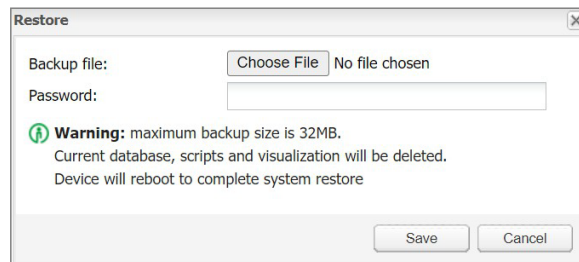 Restore
Backup file: Choose File No file chosen
Password:
Warning: maximum backup size is 32MB.
Current database, scripts and visualization will be deleted.
Device will reboot to complete system restore
Save Cancel